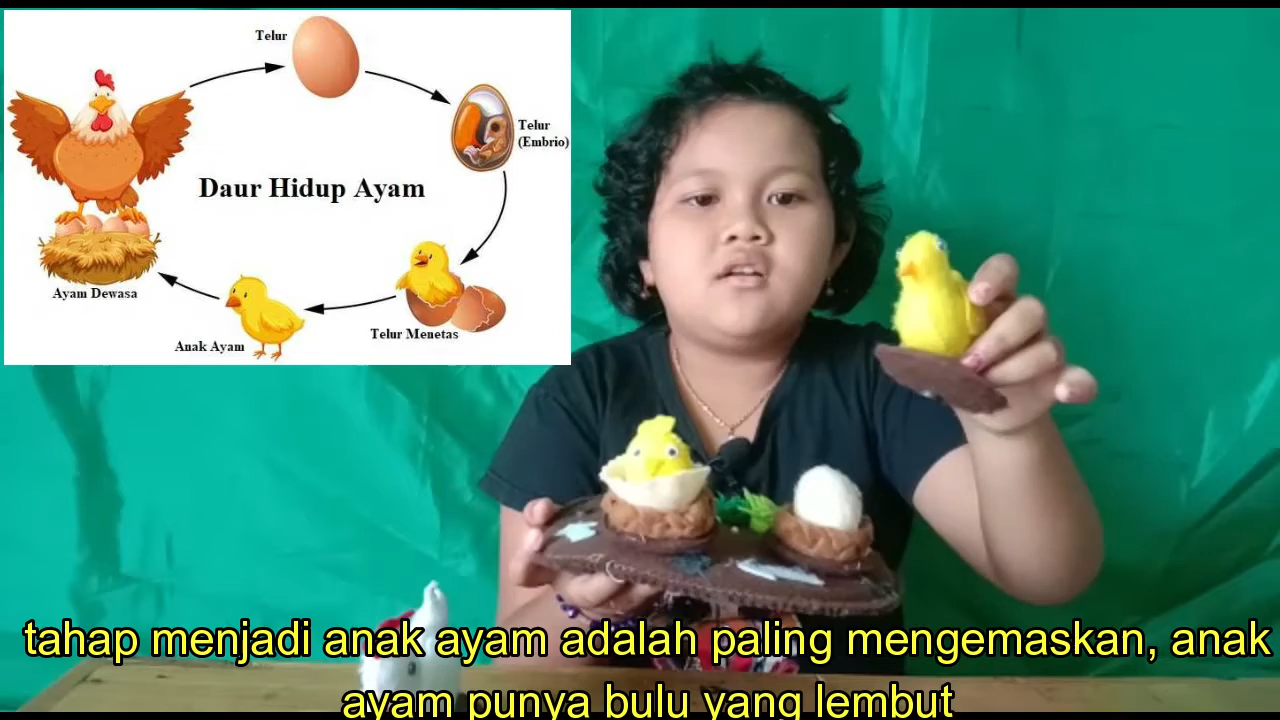 Telur
Telur
(Embrio)
Daur Hidup Ayam
Ayam Dewasa
Telur Menetas
Anak Ayam
tahap menjadi anak ayam adalah paling mengemaskan, anak
ayam punya bulu yang lembut